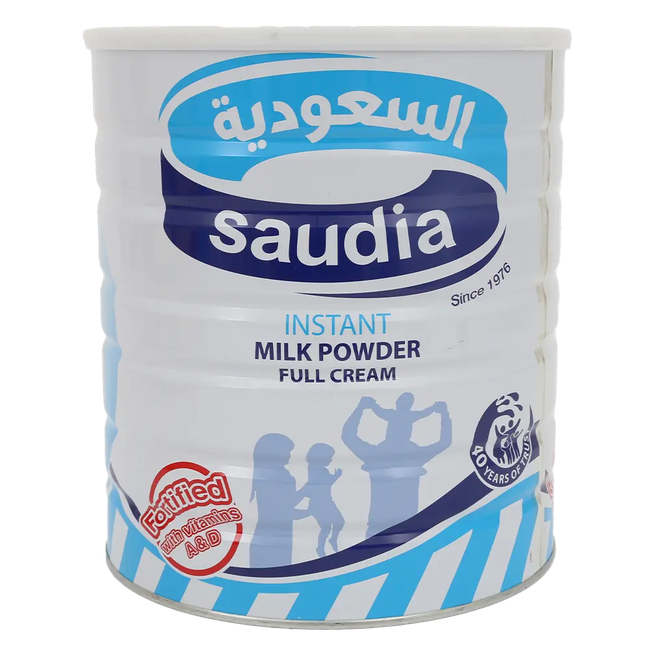 السعودية
saudia
Since 1976
INSTANT
MILK POWDER
FULL CREAM
40 YEARS OF TRUST
Fortified
with vitamins
A & D